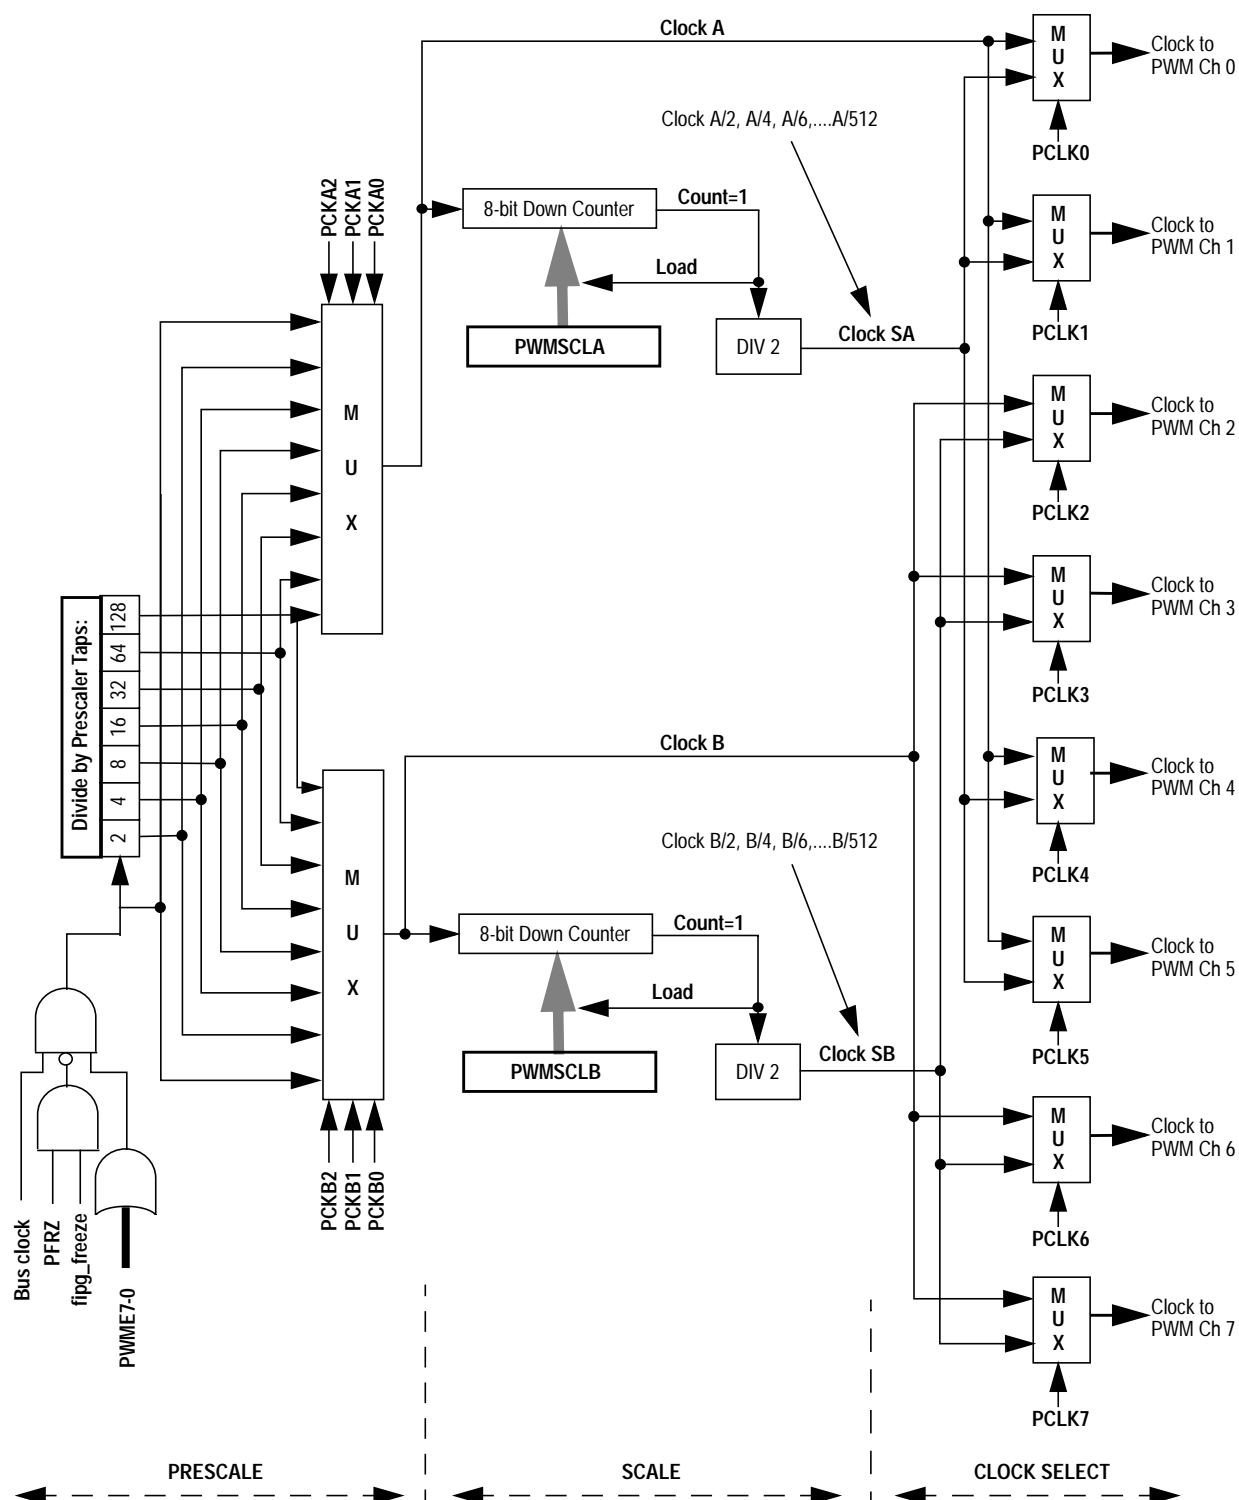 Clock A
M
U
X
Clock to
PWM Ch 0
PCLK0
Clock A/2, A/4, A/6,....A/512
PCKA2
PCKA1
PCKA0
8-bit Down Counter
Count=1
Load
PWMSCLA
DIV 2
Clock SA
M
U
X
Clock to
PWM Ch 1
PCLK1
M
U
X
M
U
X
Clock to
PWM Ch 2
PCLK2
M
U
X
Clock to
PWM Ch 3
PCLK3
Divide by Prescaler Taps:
128
64
32
16
8
4
2
Clock B
M
U
X
Clock to
PWM Ch 4
PCLK4
Clock B/2, B/4, B/6,....B/512
M
U
X
8-bit Down Counter
Count=1
Load
PWMSCLB
DIV 2
Clock SB
M
U
X
Clock to
PWM Ch 5
PCLK5
PCKB2
PCKB1
PCKB0
Bus clock
PFRZ
fipg_freeze
PWME7-0
M
U
X
Clock to
PWM Ch 6
PCLK6
M
U
X
Clock to
PWM Ch 7
PCLK7
PRESCALE
SCALE
CLOCK SELECT